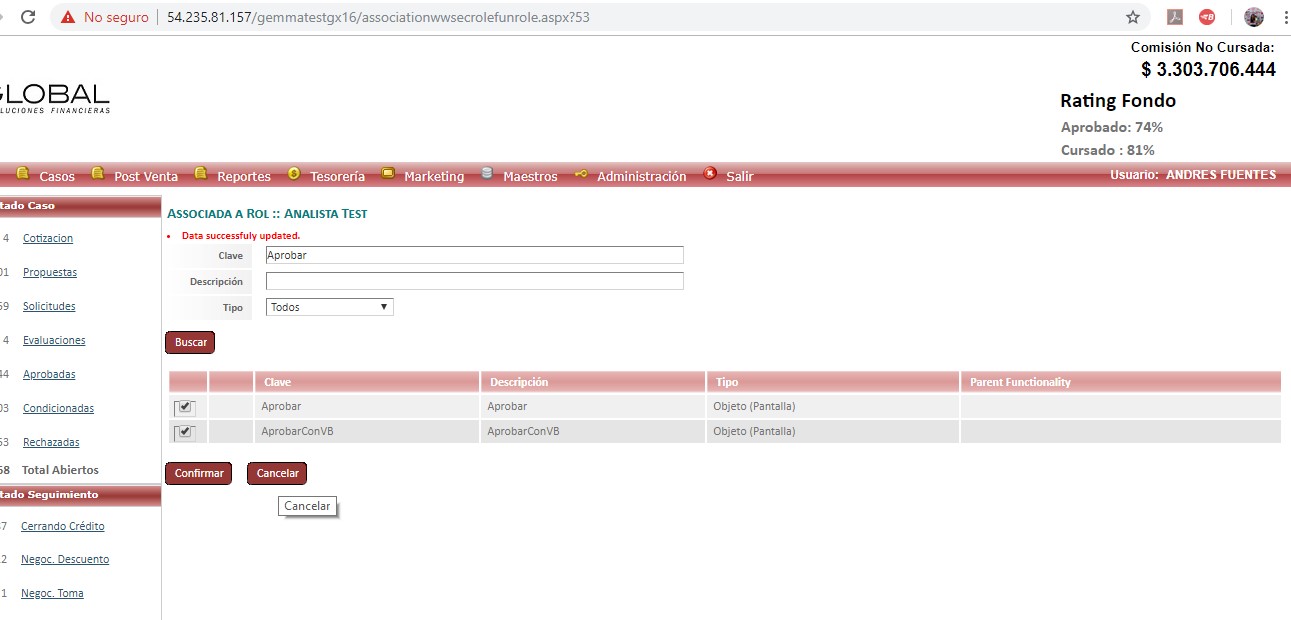 No seguro 54.235.81.157/gemmatestgx16/associationwwsecrolefunrole.aspx?53
Comisión No Cursada:
$ 3.303.706.444
LOBAL
LUCIONES FINANCIERAS
Rating Fondo
Aprobado: 74%
Cursado : 81%
Casos Post Venta Reportes Tesorería Marketing Maestros Administración Salir Usuario: ANDRES FUENTES
tado Caso
4 Cotizacion
01 Propuestas
59 Solicitudes
4 Evaluaciones
44 Aprobadas
03 Condicionadas
53 Rechazadas
58 Total Abiertos
tado Seguimiento
37 Cerrando Crédito
2 Negoc. Descuento
1 Negoc. Toma
ASSOCIADA A ROL :: ANALISTA TEST
• Data successfuly updated.
Clave Aprobar
Descripción
Tipo Todos
Buscar
Clave Descripción Tipo Parent Functionality
Aprobar Aprobar Objeto (Pantalla)
AprobarConVB AprobarConVB Objeto (Pantalla)
Confirmar Cancelar
Cancelar